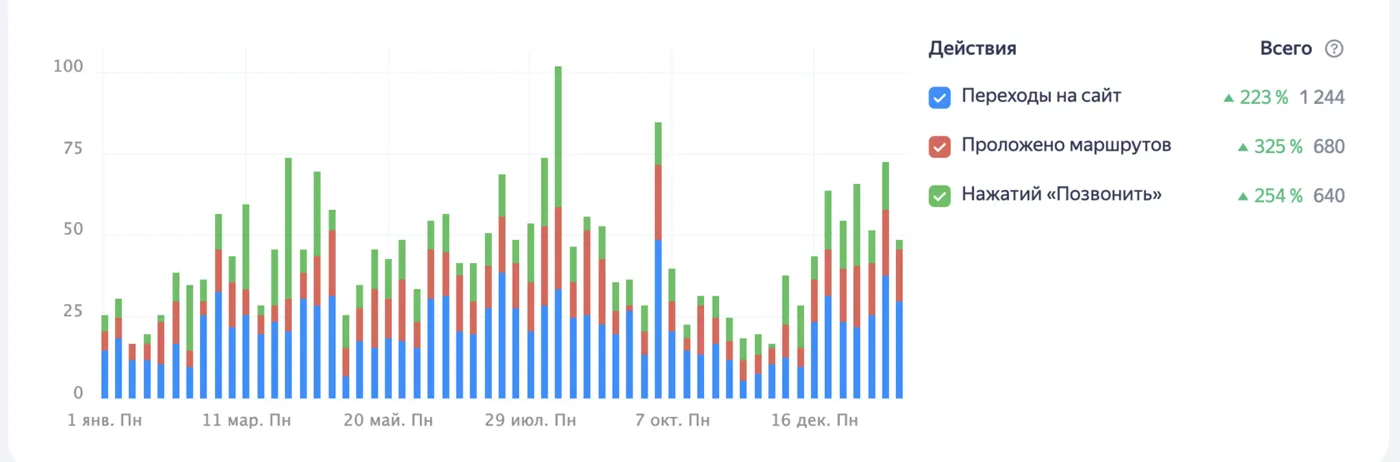 100
75
50
25
0
1 янв. Пн
11 мар. Пн
20 май. Пн
29 июл. Пн
7 окт. Пн
16 дек. Пн
Действия Всего ?
Переходы на сайт ▲ 223 % 1 244
Проложено маршрутов ▲ 325 % 680
Нажатий «Позвонить» ▲ 254 % 640